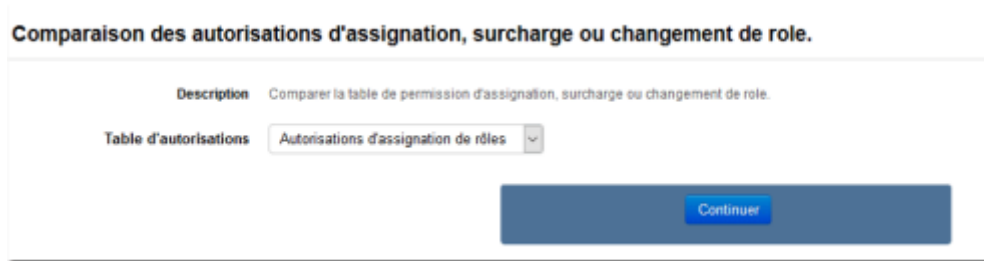 Comparaison des autorisations d'assignation, surcharge ou changement de role.
Description Comparer la table de permission d'assignation, surcharge ou changement de role.
Table d'autorisations Autorisations d'assignation de rôles
Continuer